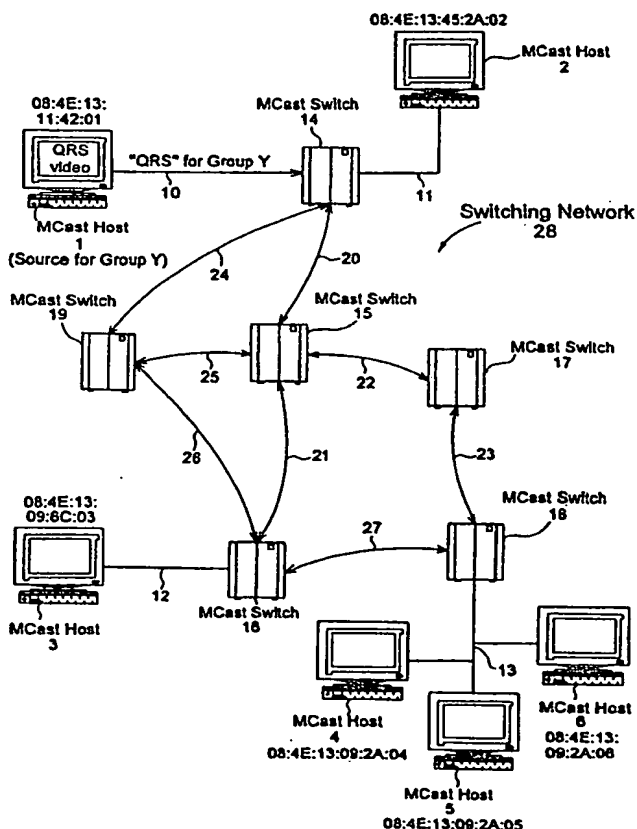 08:4E:13:45:2A:02
MCast Host
2
MCast Switch
14
08:4E:13:
11:42:01
QRS
video
"QRS" for Group Y
10
11
MCast Host
1
(Source for Group Y)
Switching Network
28
24
20
MCast Switch
19
MCast Switch
15
MCast Switch
17
25
22
26
21
23
08:4E:13:
09:6C:03
MCast Switch
18
27
12
MCast Switch
16
MCast Host
3
13
MCast Host
4
08:4E:13:09:2A:04
MCast Host
6
08:4E:13:
09:2A:06
MCast Host
5
08:4E:13:09:2A:05